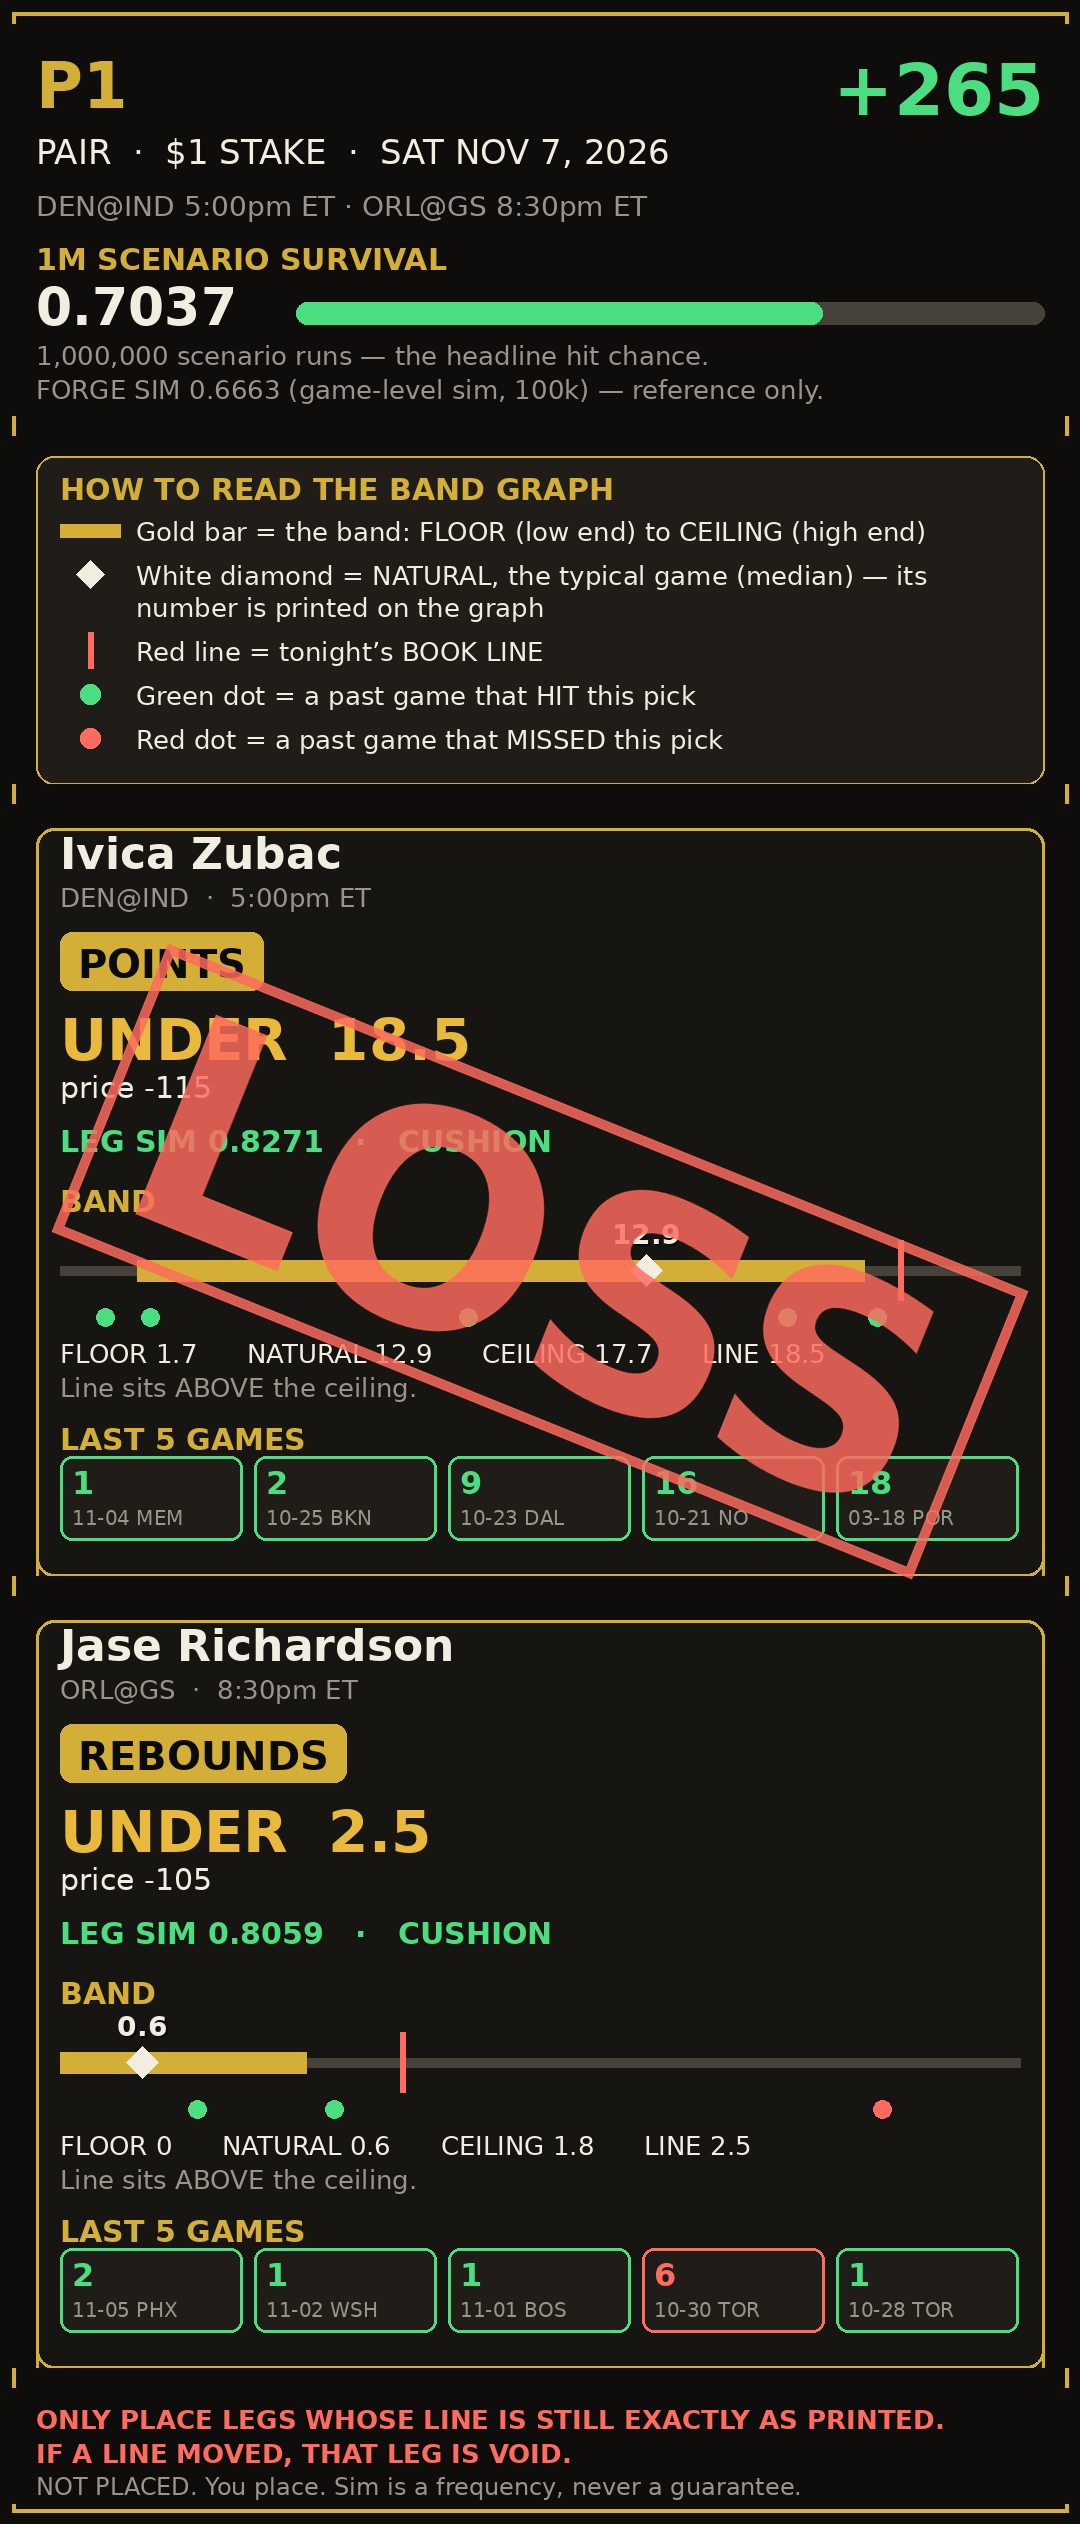 P1
+265
PAIR · $1 STAKE · SAT NOV 7, 2026
DEN@IND 5:00pm ET · ORL@GS 8:30pm ET
1M SCENARIO SURVIVAL
0.7037
1,000,000 scenario runs — the headline hit chance.
FORGE SIM 0.6663 (game-level sim, 100k) — reference only.
HOW TO READ THE BAND GRAPH
Gold bar = the band: FLOOR (low end) to CEILING (high end)
White diamond = NATURAL, the typical game (median) — its
number is printed on the graph
Red line = tonight’s BOOK LINE
Green dot = a past game that HIT this pick
Red dot = a past game that MISSED this pick
Ivica Zubac
DEN@IND · 5:00pm ET
POINTS
UNDER 18.5
price -115
LEG SIM 0.8271 · CUSHION
BAND
12.9
LOSS
FLOOR 1.7 NATURAL 12.9 CEILING 17.7 LINE 18.5
Line sits ABOVE the ceiling.
LAST 5 GAMES
1 2 9 16 18
11-04 MEM 10-25 BKN 10-23 DAL 10-21 NO 03-18 POR
Jase Richardson
ORL@GS · 8:30pm ET
REBOUNDS
UNDER 2.5
price -105
LEG SIM 0.8059 · CUSHION
BAND
0.6
FLOOR 0 NATURAL 0.6 CEILING 1.8 LINE 2.5
Line sits ABOVE the ceiling.
LAST 5 GAMES
2 1 1 6 1
11-05 PHX 11-02 WSH 11-01 BOS 10-30 TOR 10-28 TOR
ONLY PLACE LEGS WHOSE LINE IS STILL EXACTLY AS PRINTED.
IF A LINE MOVED, THAT LEG IS VOID.
NOT PLACED. You place. Sim is a frequency, never a guarantee.